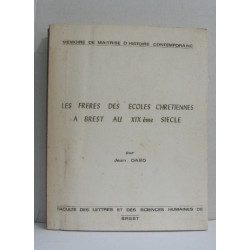 MEMOIRE DE MAITRISE D'HISTOIRE CONTEMPORAINE
LES FRERES DES ECOLES CHRETIENNES
A BREST AU XIXème SIECLE
par
Jean DABO
FACULTE DES LETTRES ET DES SCIENCES HUMAINES DE
BREST